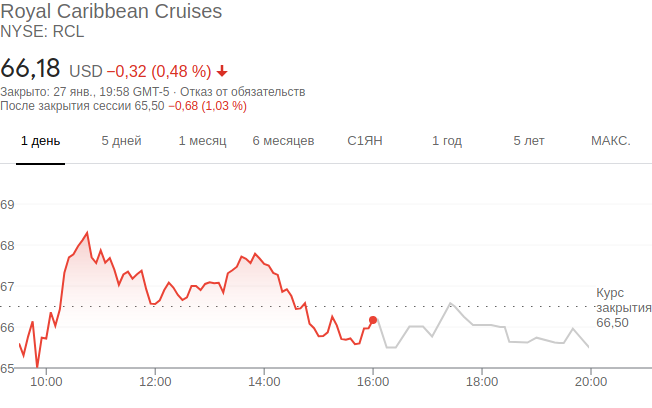 Royal Caribbean Cruises
NYSE: RCL
66,18 USD −0,32 (0,48 %)
Закрыто: 27 янв., 19:58 GMT-5 · Отказ от обязательств
После закрытия сессии 65,50 −0,68 (1,03 %)
1 день 5 дней 1 месяц 6 месяцев С1ЯН 1 год 5 лет МАКС.
69
68
67
Курс
закрытия
66,50
66
65
10:00 12:00 14:00 16:00 18:00 20:00